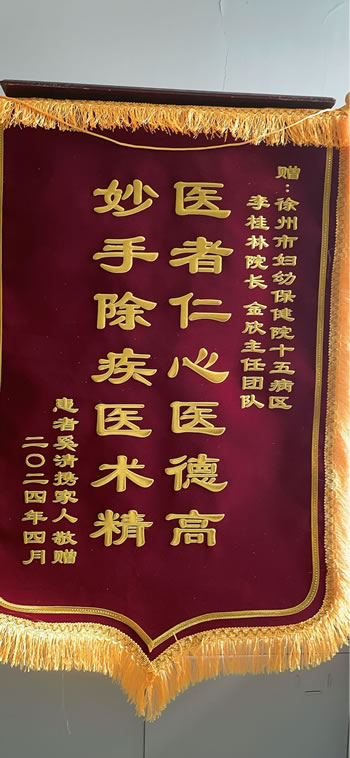 赠：徐州市妇幼保健院十五病区
李桂林院长 金欣主任团队
医者仁心医德高
妙手除疾医术精
患者奚清携家人敬赠
二〇二四年四月